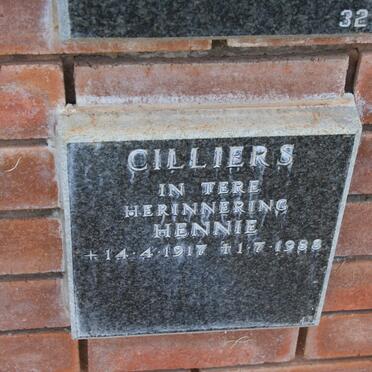 32
CILLIERS
IN TERE
HERINNERING
HENNIE
+14.4.1917 †1.7.1988